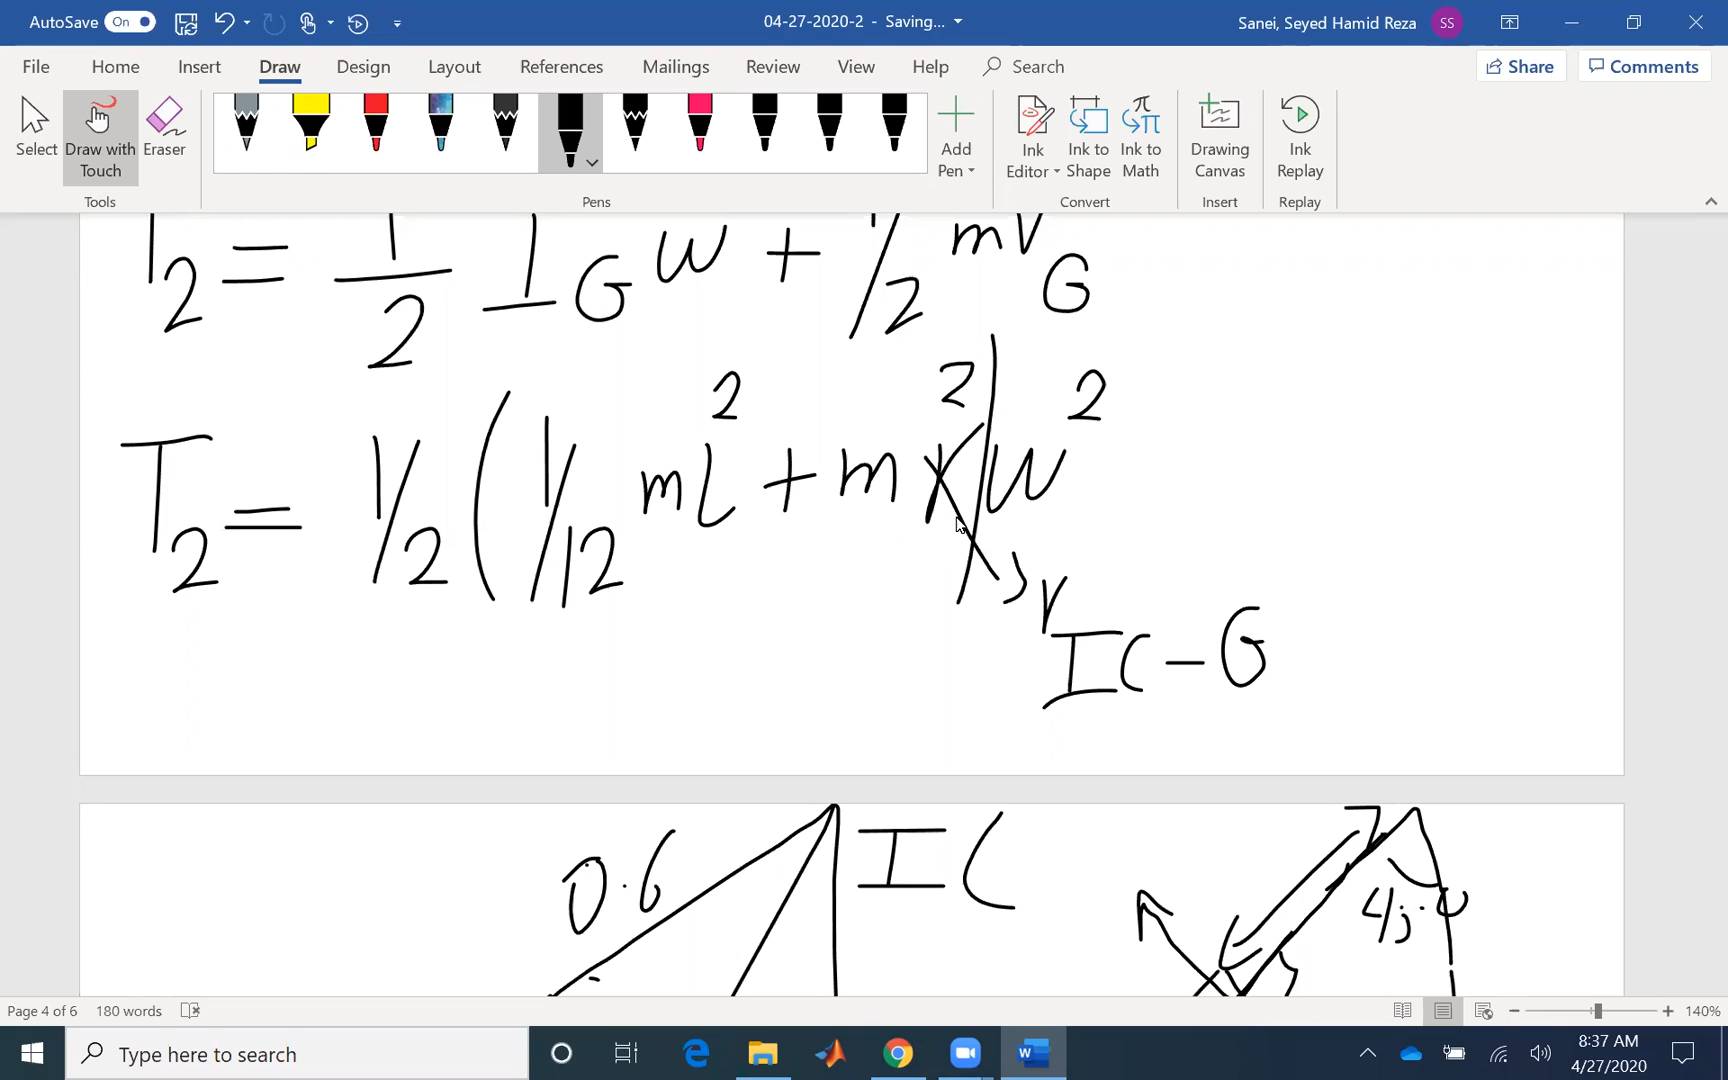 AutoSave On 04-27-2020-2 - Saving... Sanei, Seyed Hamid Reza SS
File Home Insert Draw Design Layout References Mailings Review View Help Search Share Comments
Select Draw with Touch Eraser Add Pen Ink Editor Ink to Shape Ink to Math Drawing Canvas Ink Replay
Tools Pens Convert Insert Replay
T2 = 1/2 IG W + 1/2 m VG
T2 = 1/2 (1/12 ml² + m r²) W²
r IC - G
0.6 IC
Page 4 of 6 180 words 140%
Type here to search 8:37 AM
4/27/2020